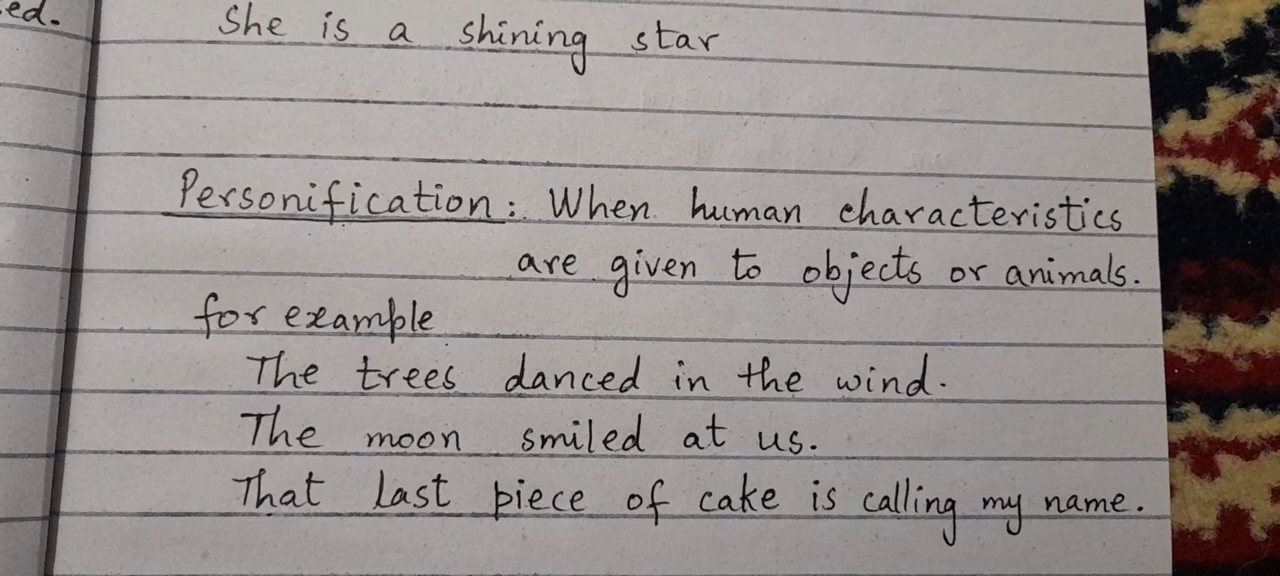 ed.
She is a shining star
Personification: When human characteristics
are given to objects or animals.
for example
The trees danced in the wind.
The moon smiled at us.
That last piece of cake is calling my name.